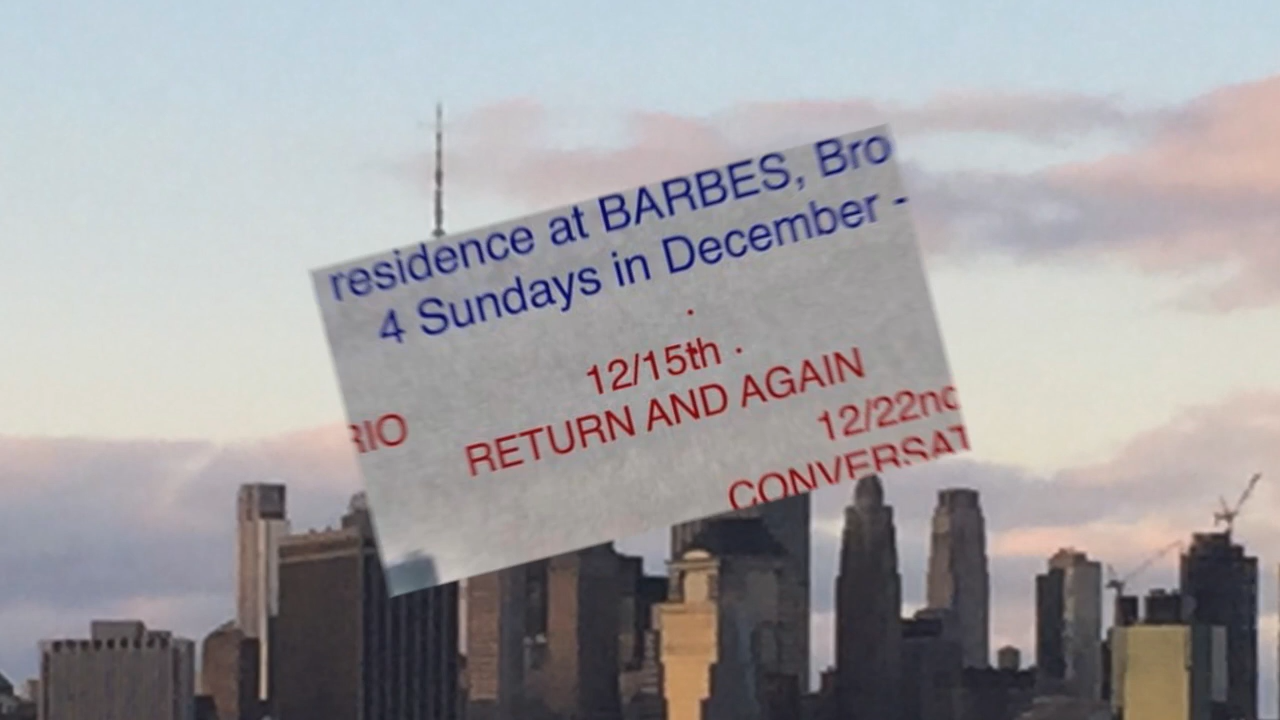 residence at BARBES, Bro
4 Sundays in December -
12/15th ·
RIO
RETURN AND AGAIN
12/22nd
CONVERSAT